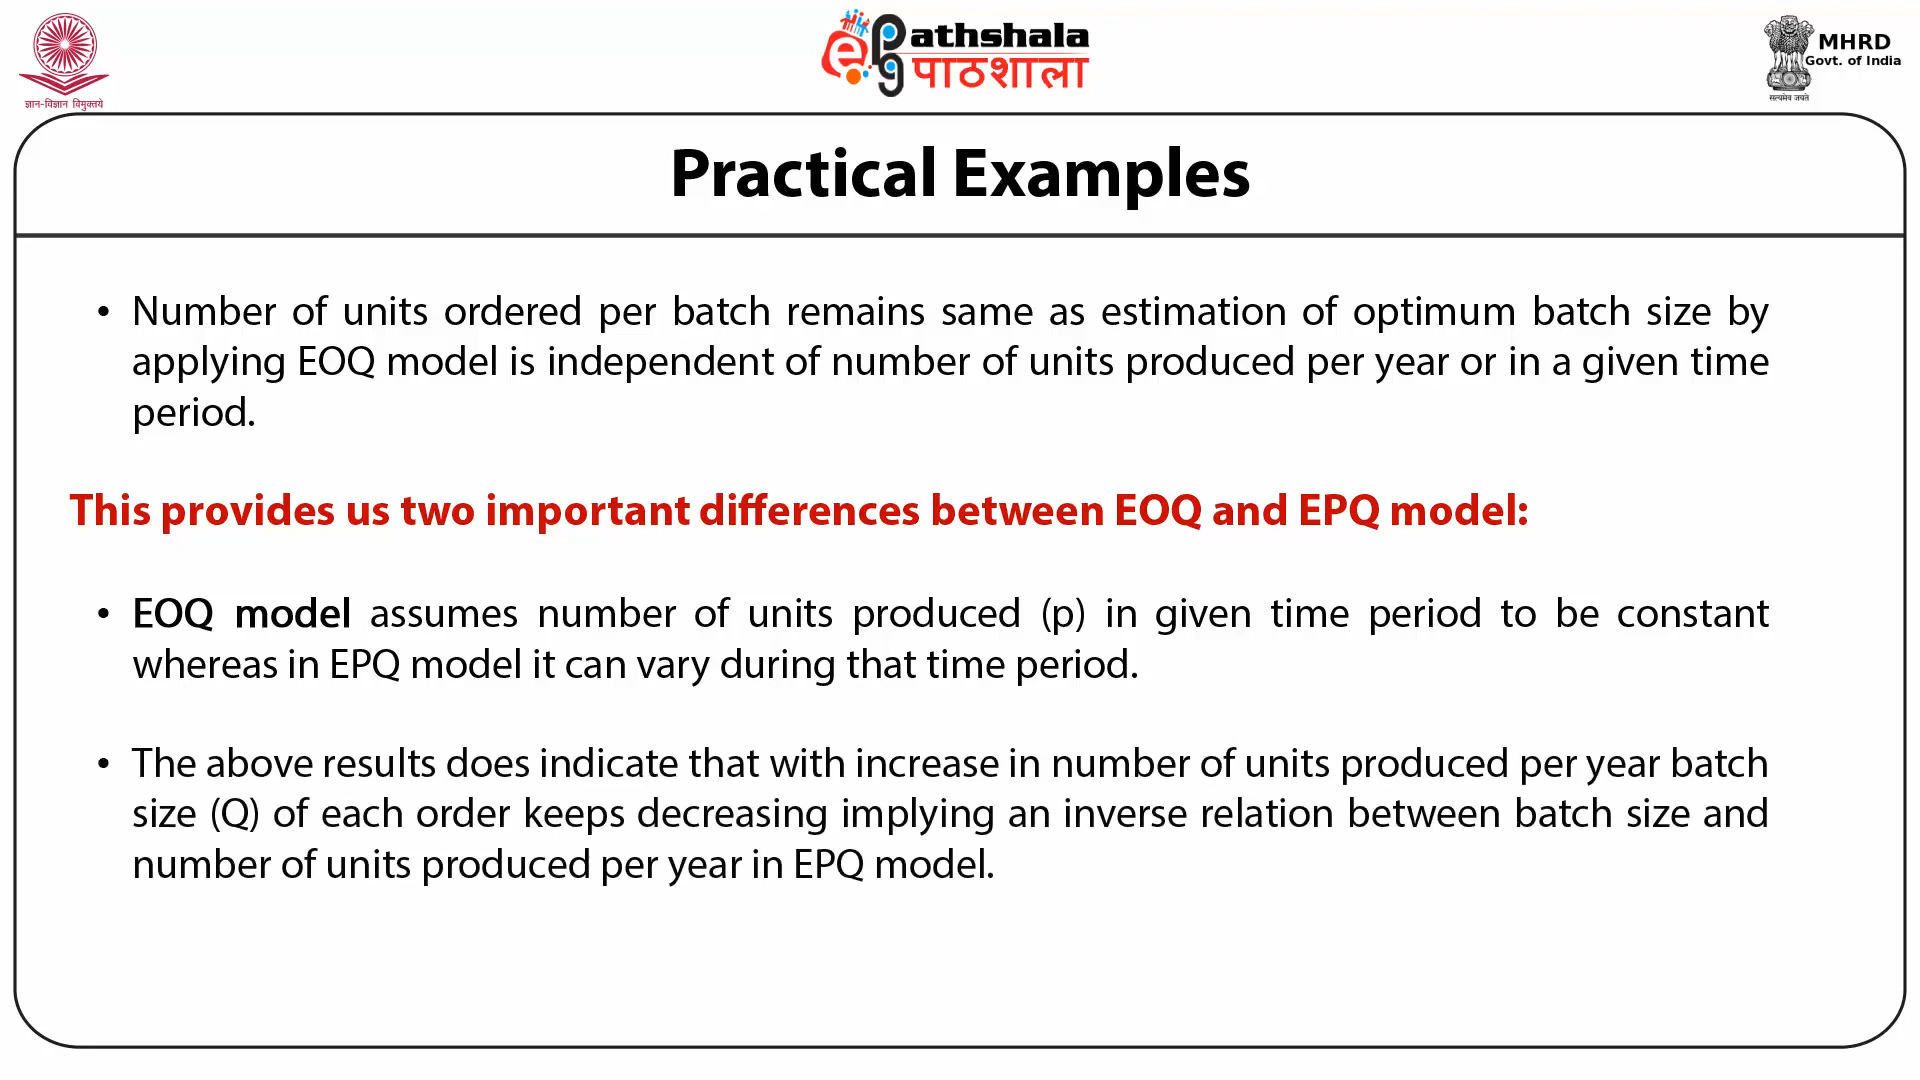 ज्ञान-विज्ञान विमुक्तये
ePathshala
पाठशाला
MHRD
Govt. of India
सत्यमेव जयते
Practical Examples
• Number of units ordered per batch remains same as estimation of optimum batch size by
applying EOQ model is independent of number of units produced per year or in a given time
period.
This provides us two important differences between EOQ and EPQ model:
• EOQ model assumes number of units produced (p) in given time period to be constant
whereas in EPQ model it can vary during that time period.
• The above results does indicate that with increase in number of units produced per year batch
size (Q) of each order keeps decreasing implying an inverse relation between batch size and
number of units produced per year in EPQ model.